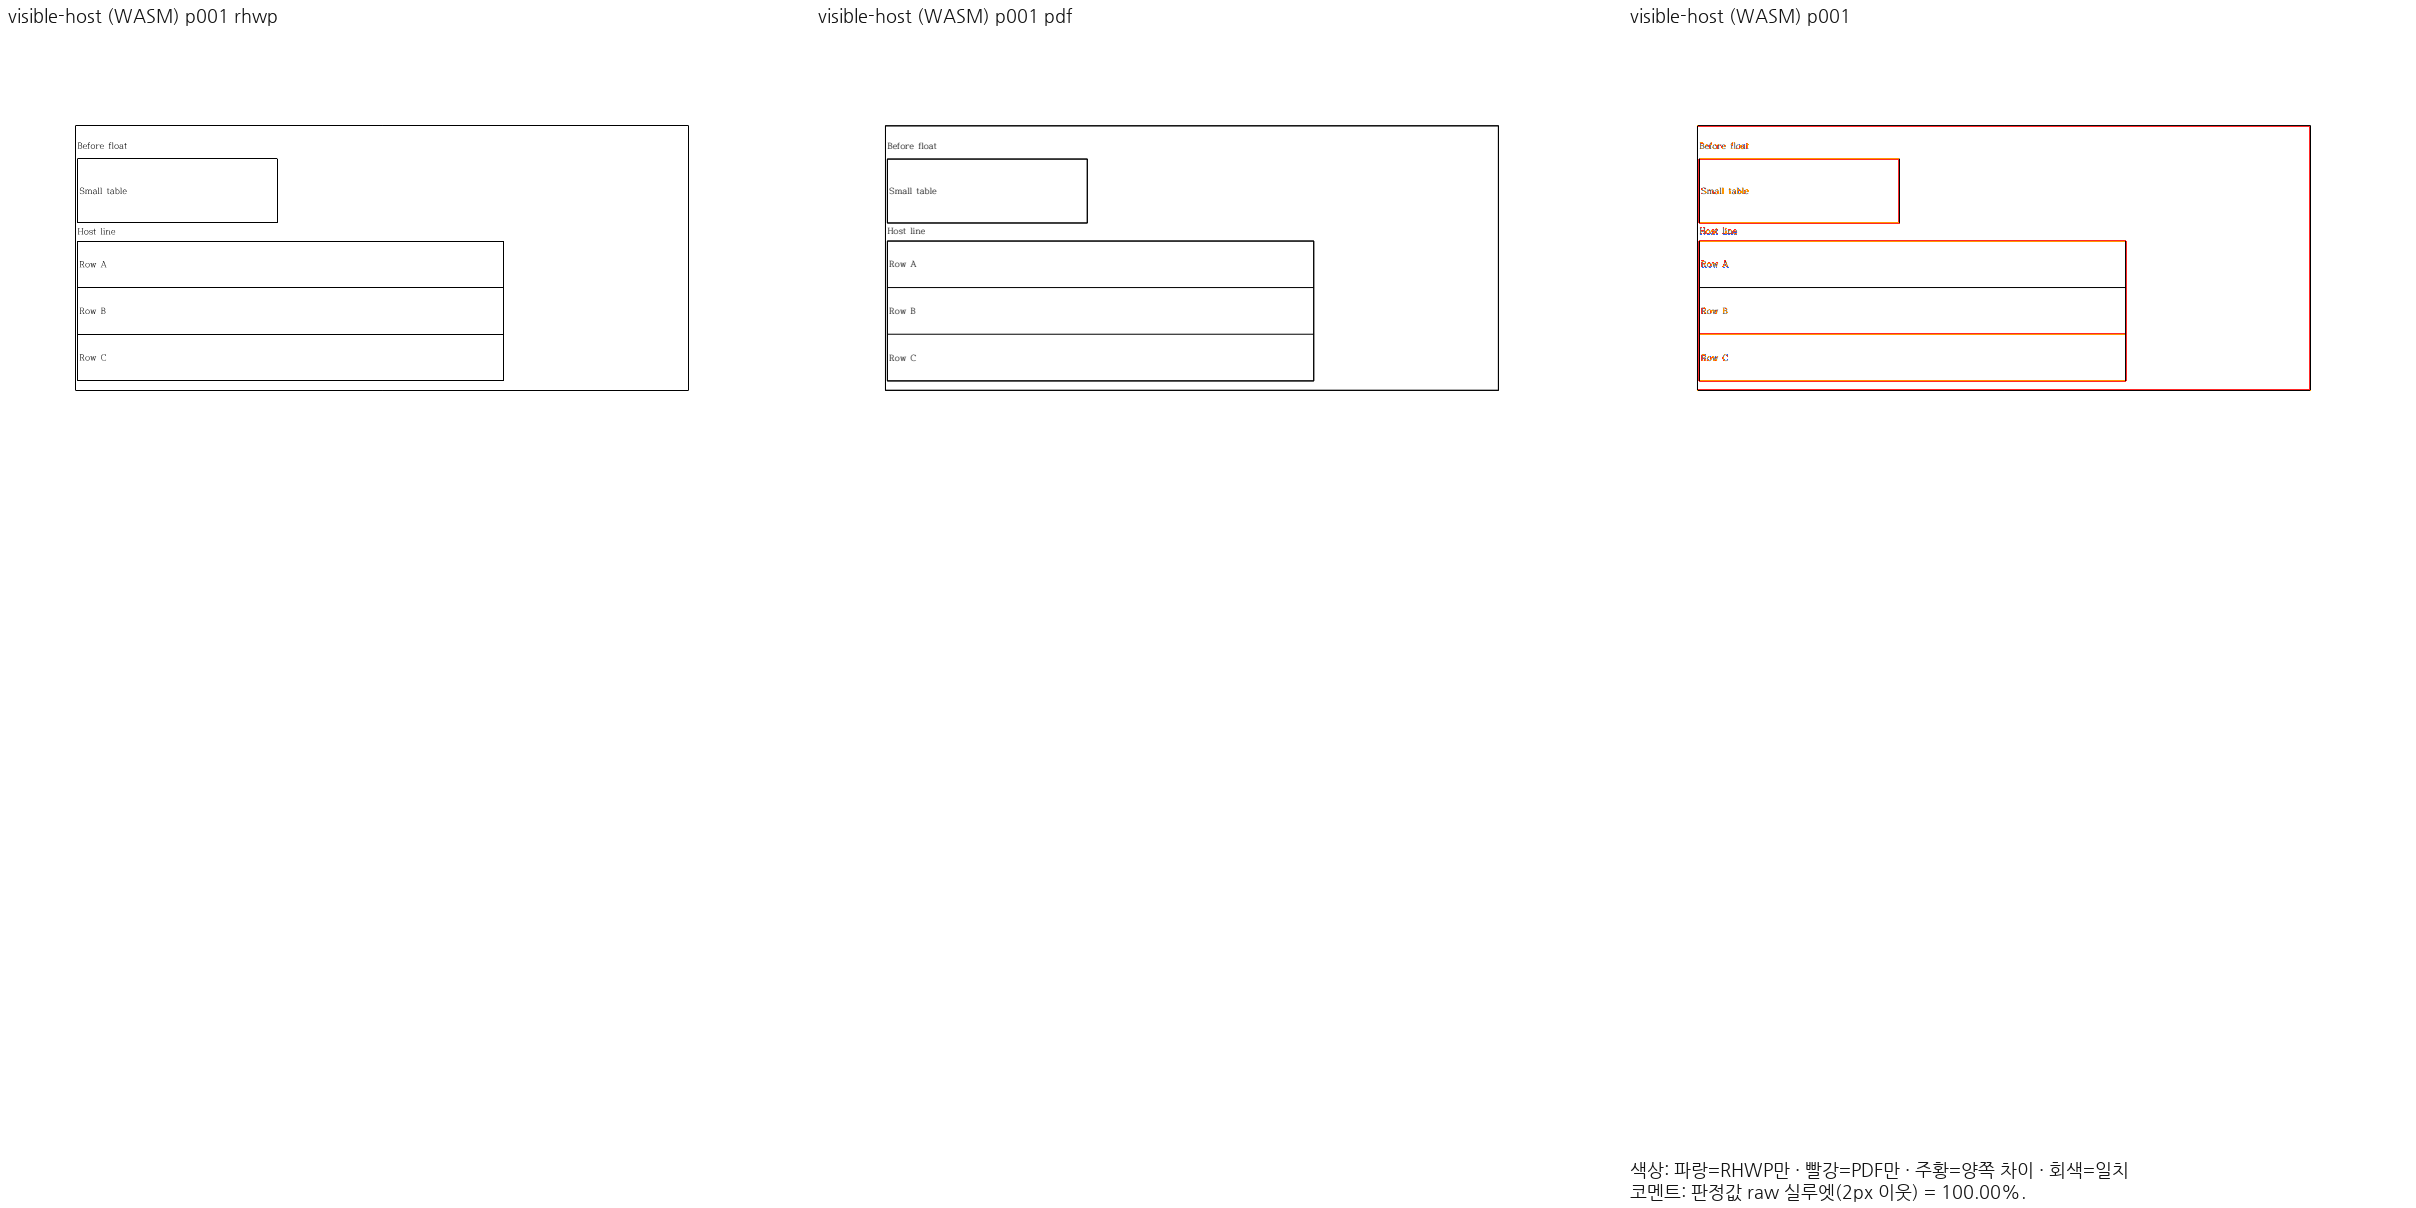 visible-host (WASM) p001 rhwp
Before float
Small table
Host line
Row A
Row B
Row C
visible-host (WASM) p001 pdf
Before float
Small table
Host line
Row A
Row B
Row C
visible-host (WASM) p001
Before float
Small table
Host line
Row A
Row B
Row C
색상: 파랑=RHWP만 · 빨강=PDF만 · 주황=양쪽 차이 · 회색=일치
코멘트: 판정값 raw 실루엣(2px 이웃) = 100.00%.